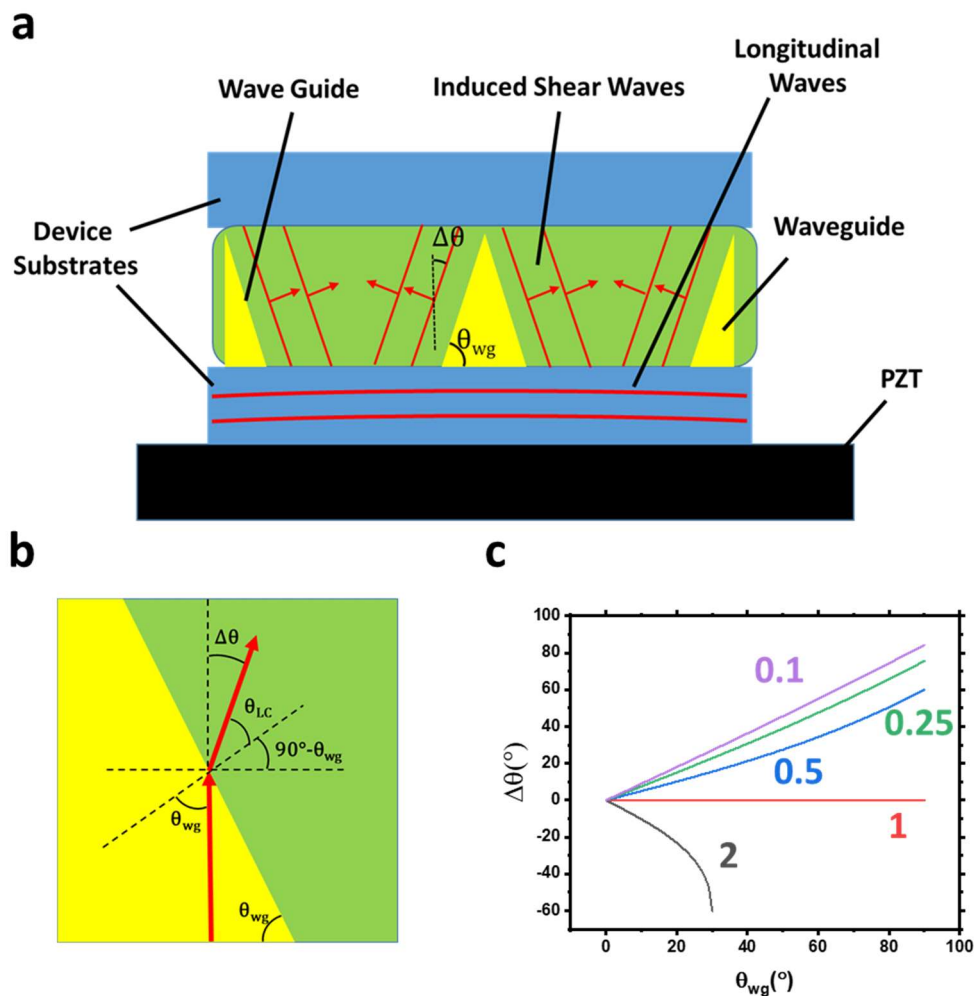 a
Wave Guide
Induced Shear Waves
Longitudinal
Waves
Device
Substrates
Δθ
θwg
Waveguide
PZT
b
Δθ
θLC
90°-θwg
θwg
θwg
c
100
80
60
40
20
0
-20
-40
-60
0.1
0.25
0.5
1
2
0
20
40
60
80
100
Δθ(°)
θwg(°)